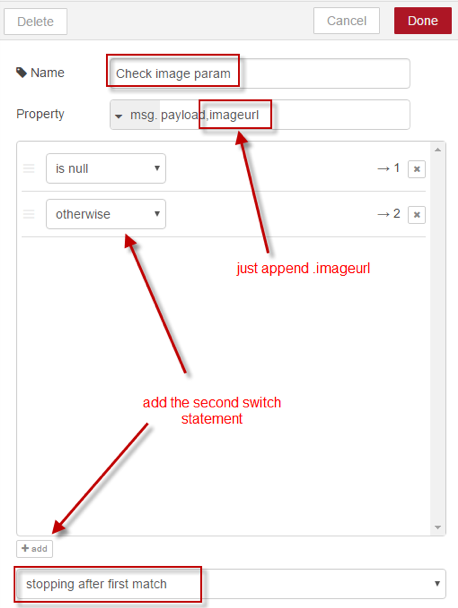 Delete
Cancel
Done
Name
Check image param
Property
msg. payload,imageurl
is null
→ 1
×
otherwise
→ 2
×
just append .imageurl
add the second switch
statement
+ add
stopping after first match